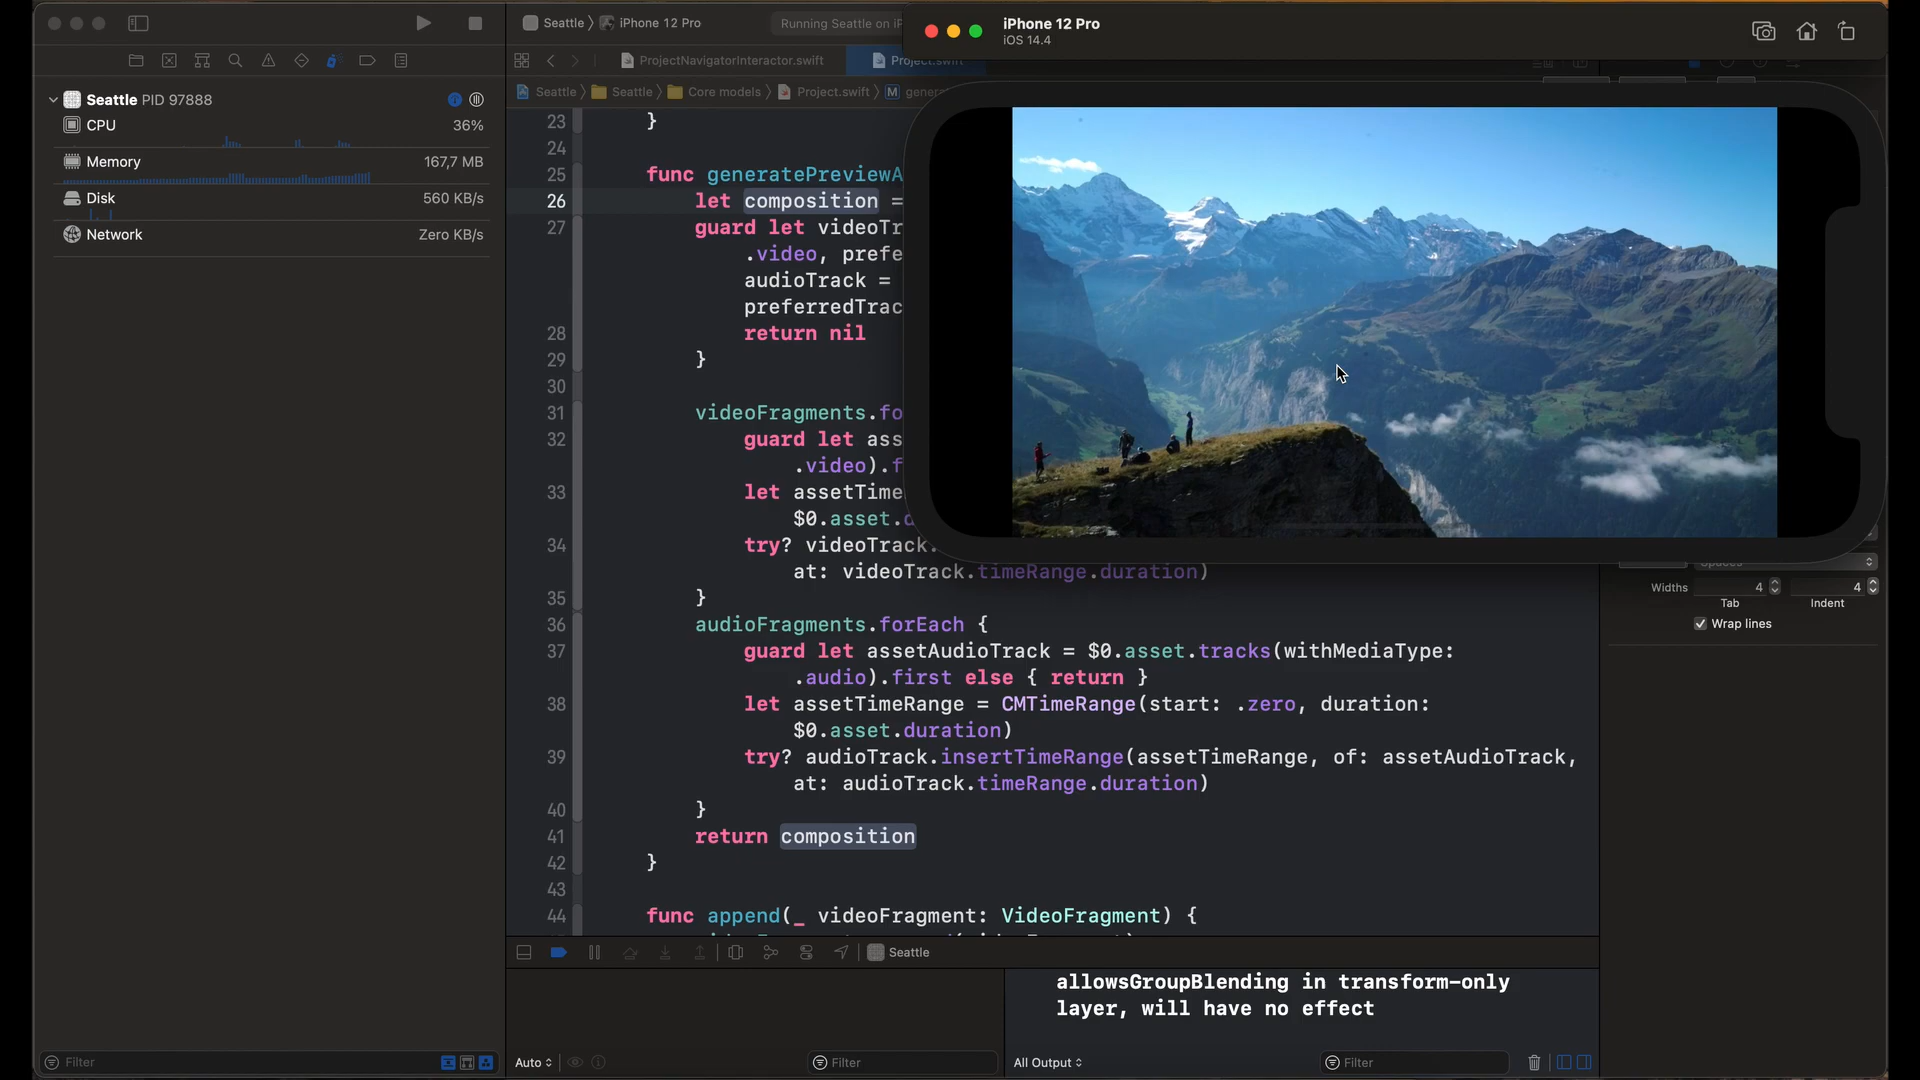 Seattle
iPhone 12 Pro
Running Seattle on iP
iPhone 12 Pro
iOS 14.4
ProjectNavigatorInteractor.swift
Project.swift
Seattle PID 97888
CPU 36%
Memory 167,7 MB
Disk 560 KB/s
Network Zero KB/s
Seattle
Seattle
Core models
Project.swift
M gener
23 }
24
25 func generatePreviewA
26 let composition =
27 guard let videoTr
.video, prefe
audioTrack =
preferredTrac
28 return nil
29 }
30
31 videoFragments.fo
32 guard let ass
.video).f
33 let assetTime
$0.asset.d
34 try? videoTrack.
at: videoTrack.timeRange.duration)
35 }
36 audioFragments.forEach {
37 guard let assetAudioTrack = $0.asset.tracks(withMediaType:
.audio).first else { return }
38 let assetTimeRange = CMTimeRange(start: .zero, duration:
$0.asset.duration)
39 try? audioTrack.insertTimeRange(assetTimeRange, of: assetAudioTrack,
at: audioTrack.timeRange.duration)
40 }
41 return composition
42 }
43
44 func append(_ videoFragment: VideoFragment) {
Spaces
Widths 4 4
Tab Indent
Wrap lines
Seattle
allowsGroupBlending in transform-only
layer, will have no effect
Filter
Auto
Filter
All Output
Filter